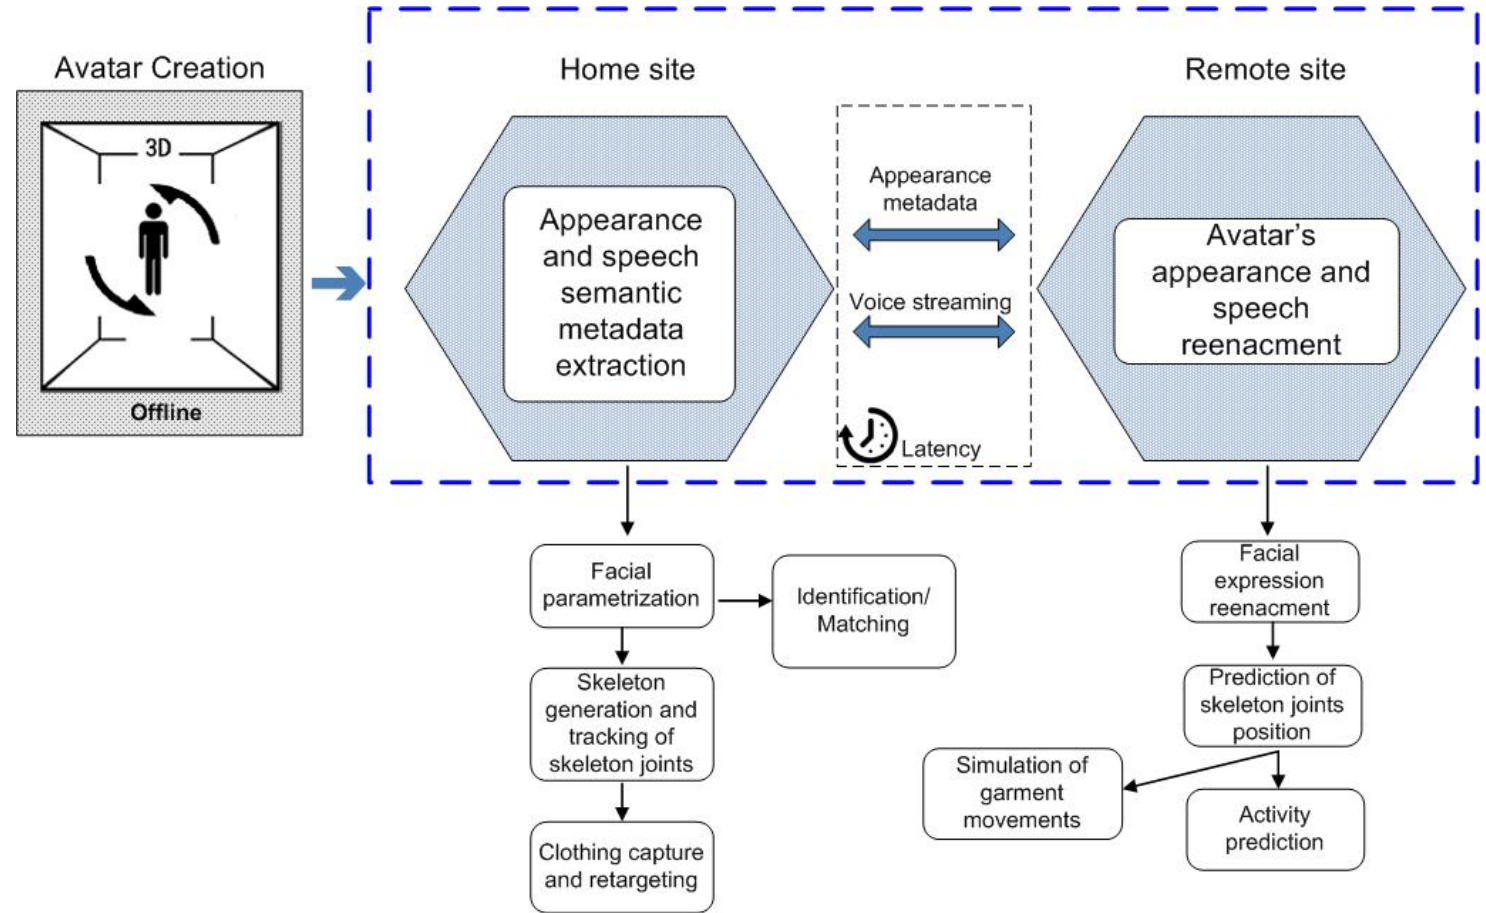 Avatar Creation
3D
Offline
Home site
Appearance
and speech
semantic
metadata
extraction
Appearance
metadata
Voice streaming
Latency
Remote site
Avatar's
appearance and
speech
reenacment
Facial
parametrization
Identification/
Matching
Skeleton
generation and
tracking of
skeleton joints
Clothing capture
and retargeting
Facial
expression
reenacment
Prediction of
skeleton joints
position
Simulation of
garment
movements
Activity
prediction